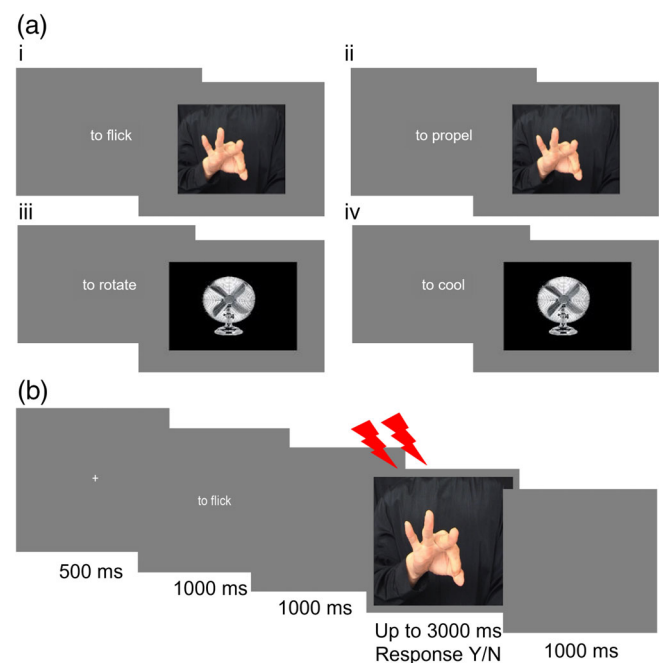 (a)
i
ii
to flick
to propel
iii
iv
to rotate
to cool
(b)
+
to flick
500 ms
1000 ms
1000 ms
Up to 3000 ms
Response Y/N
1000 ms